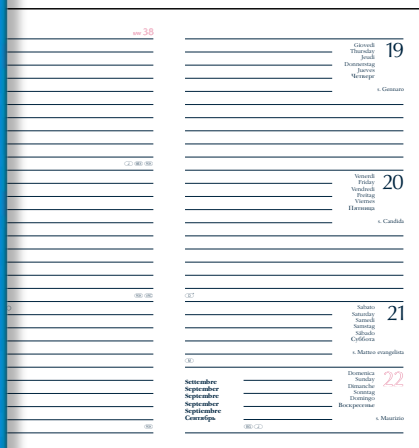 38
Giovedì
Thursday
Jeudi
Donnerstag
Jueves
Четверг
19
s. Gennaro
Venerdì
Friday
Vendredi
Freitag
Viernes
Пятница
20
s. Candida
Sabato
Saturday
Samedi
Samstag
Sábado
Суббота
21
s. Matteo evangelista
Domenica
Sunday
Dimanche
Sonntag
Domingo
Воскресенье
22
s. Maurizio
Settembre
September
Septembre
September
Septiembre
Сентябрь